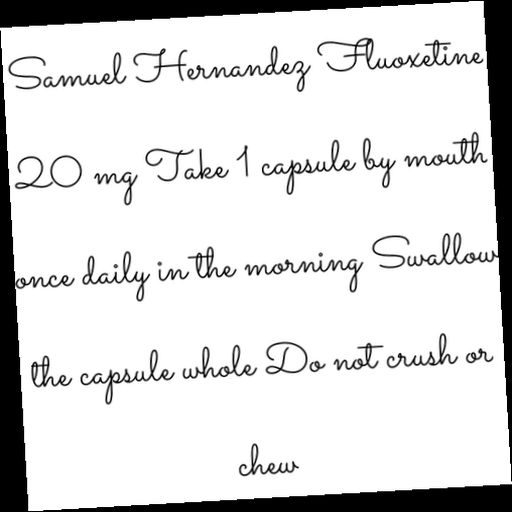 Samuel Hernandez Fluoxetine
20 mg Take 1 capsule by mouth
once daily in the morning Swallow
the capsule whole Do not crush or
chew